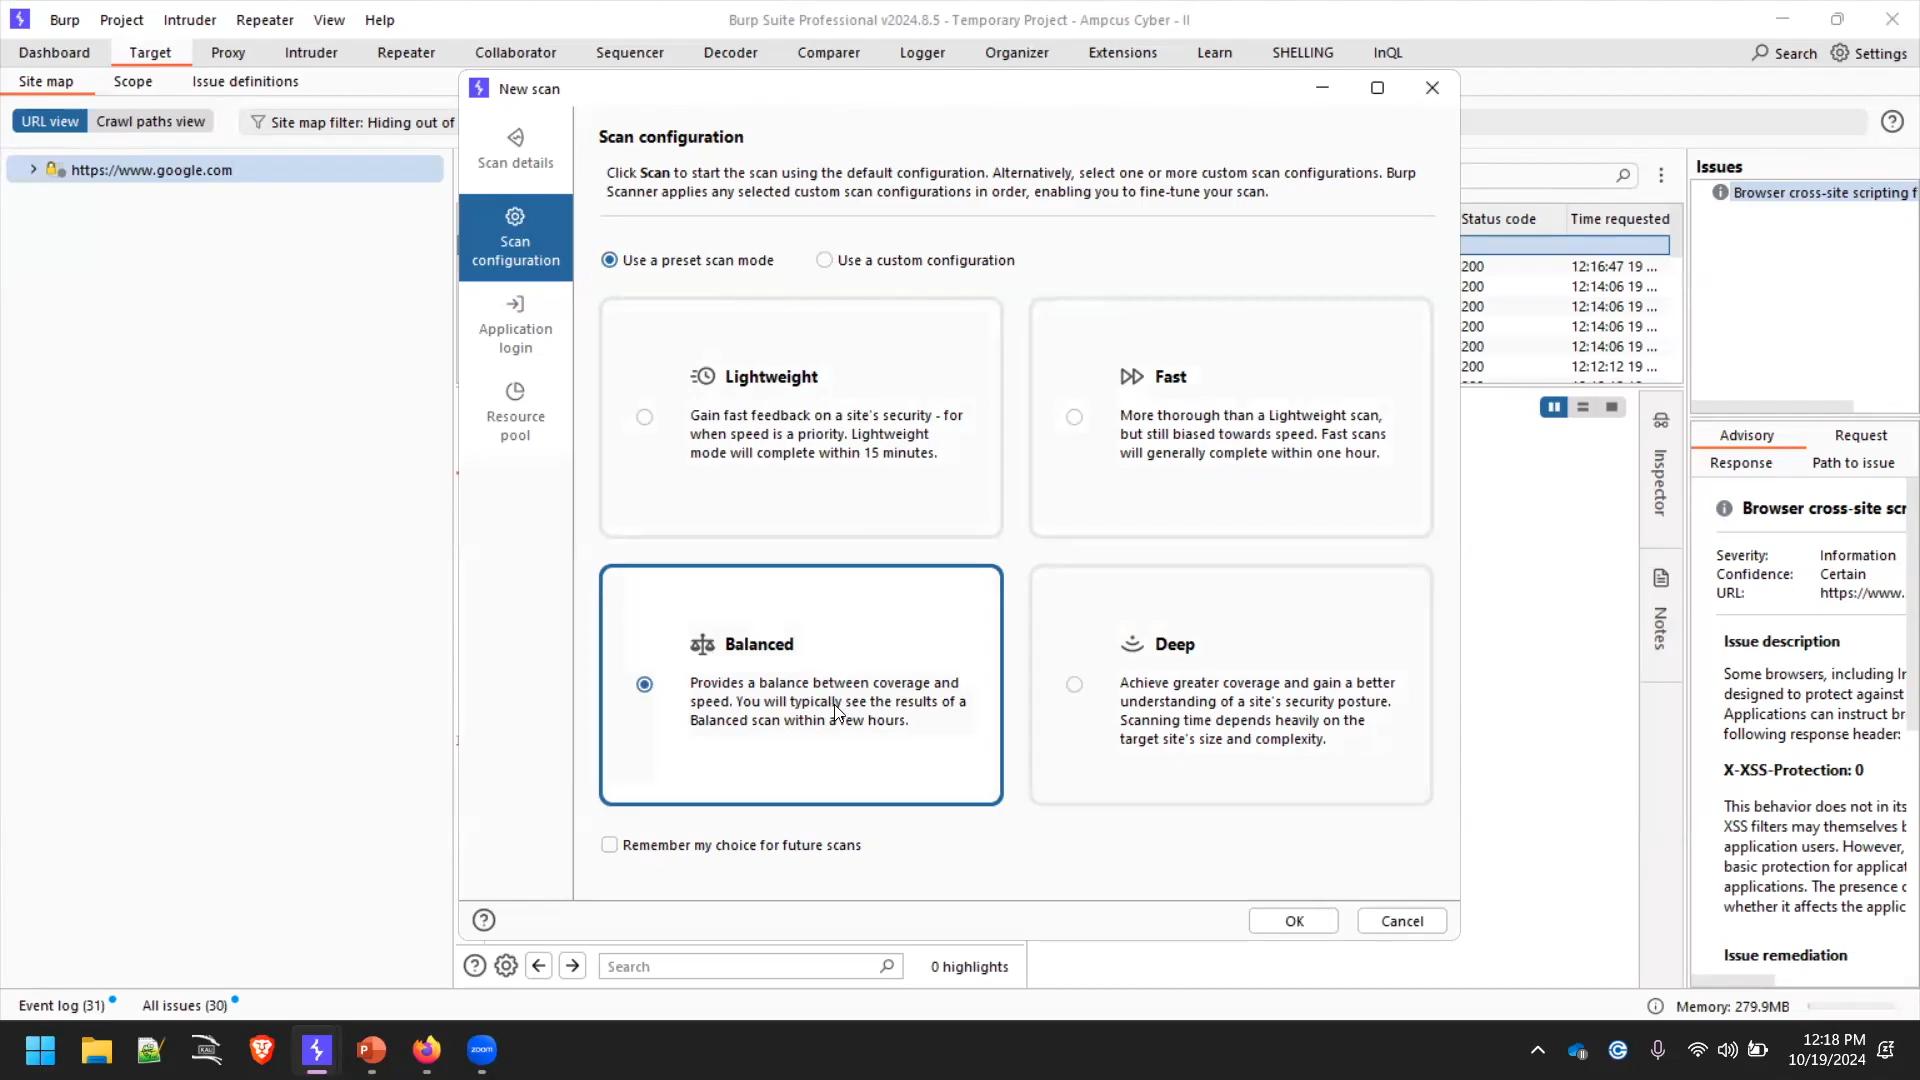 Burp Project Intruder Repeater View Help
Burp Suite Professional v2024.8.5 - Temporary Project - Ampcus Cyber - II
Dashboard Target Proxy Intruder Repeater Collaborator Sequencer Decoder Comparer Logger Organizer Extensions Learn SHELLING InQL
Search Settings
Site map Scope Issue definitions
URL view Crawl paths view
Site map filter: Hiding out of
https://www.google.com
New scan
Scan details
Scan
configuration
Application
login
Resource
pool
Scan configuration
Click Scan to start the scan using the default configuration. Alternatively, select one or more custom scan configurations. Burp
Scanner applies any selected custom scan configurations in order, enabling you to fine-tune your scan.
Use a preset scan mode Use a custom configuration
Lightweight
Gain fast feedback on a site's security - for
when speed is a priority. Lightweight
mode will complete within 15 minutes.
Fast
More thorough than a Lightweight scan,
but still biased towards speed. Fast scans
will generally complete within one hour.
Balanced
Provides a balance between coverage and
speed. You will typically see the results of a
Balanced scan within a few hours.
Deep
Achieve greater coverage and gain a better
understanding of a site's security posture.
Scanning time depends heavily on the
target site's size and complexity.
Remember my choice for future scans
OK Cancel
Status code Time requested
200 12:16:47 19 ...
200 12:14:06 19 ...
200 12:14:06 19 ...
200 12:14:06 19 ...
200 12:14:06 19 ...
200 12:12:12 19 ...
Inspector
Notes
Issues
Browser cross-site scripting f
Advisory Request
Response Path to issue
Browser cross-site scr
Severity: Information
Confidence: Certain
URL: https://www.
Issue description
Some browsers, including In
designed to protect against
Applications can instruct br
following response header:
X-XSS-Protection: 0
This behavior does not in its
XSS filters may themselves b
application users. However,
basic protection for applicat
applications. The presence o
whether it affects the applic
Issue remediation
Search
0 highlights
Event log (31) All issues (30)
Memory: 279.9MB
KALI
zoom
12:18 PM
10/19/2024